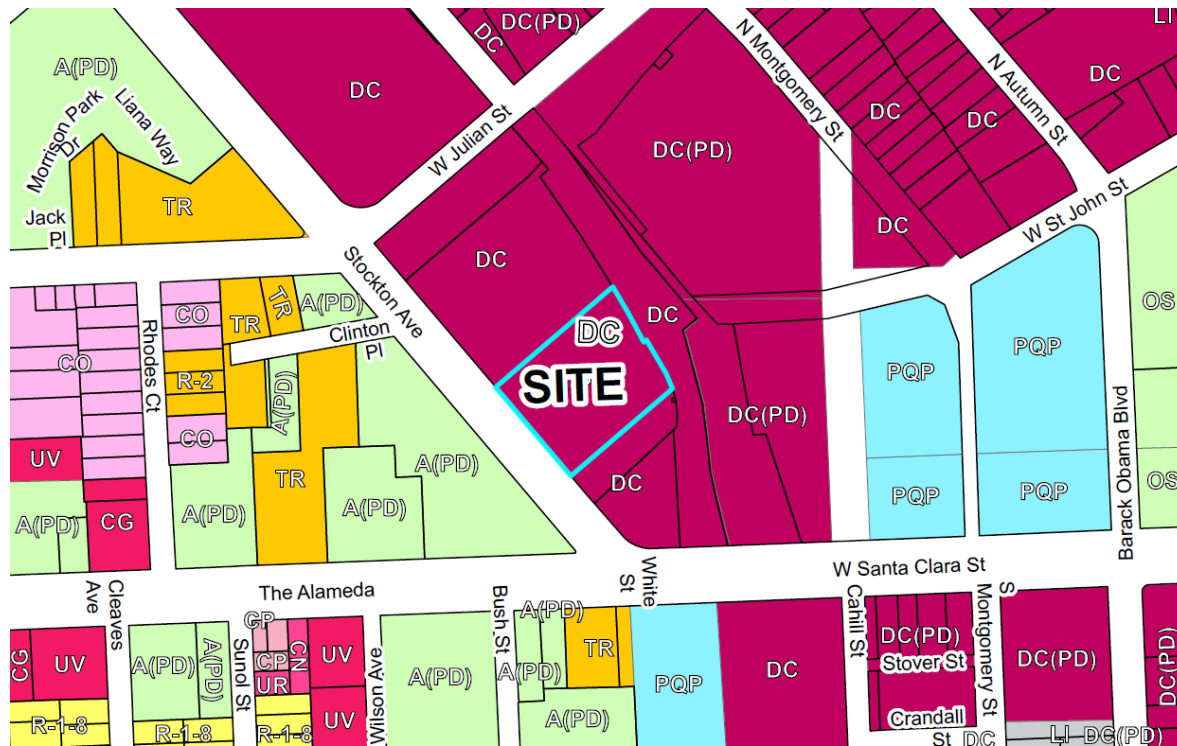 DC(PD)
DC
LI
A(PD)
DC
N Montgomery St
N Autumn St
DC
Morrison Park
Dr
Liana Way
W Julian St
DC
DC
DC(PD)
TR
Jack
Pl
W St John St
DC
Stockton Ave
DC
OS
CO
TR
TR
A(PD)
Clinton
Pl
DC
DC
Rhodes Ct
CO
R-2
A(PD)
SITE
PQP
PQP
DC(PD)
CO
UV
TR
A(PD)
DC
PQP
PQP
OS
CG
A(PD)
A(PD)
A(PD)
Barack Obama Blvd
W Santa Clara St
Cleaves
Ave
The Alameda
Bush St
White
St
Cahill St
Montgomery St
S
GP
CP
CN
UR
UV
UV
Sunol St
Wilson Ave
CG
UV
A(PD)
A(PD)
A(PD)
A(PD)
A(PD)
TR
A(PD)
PQP
DC
DC(PD)
Stover St
Crandall
St
DC(PD)
DC(PD)
R-1-8
R-1-8
R-1-8
DC
LI
DC(PD)